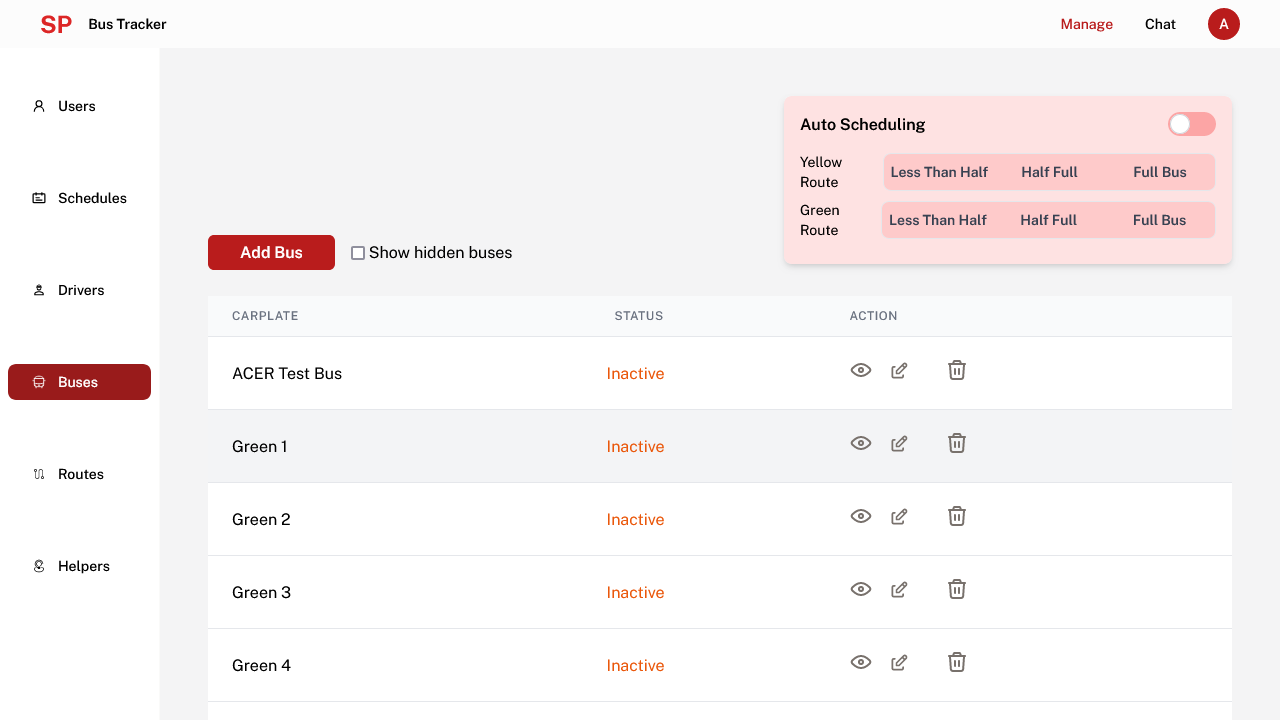 SP Bus Tracker
Manage Chat A
Users
Schedules
Drivers
Buses
Routes
Helpers
Auto Scheduling
Yellow
Route
Less Than Half Half Full Full Bus
Green
Route
Less Than Half Half Full Full Bus
Add Bus Show hidden buses
CARPLATE STATUS ACTION
ACER Test Bus Inactive
Green 1 Inactive
Green 2 Inactive
Green 3 Inactive
Green 4 Inactive